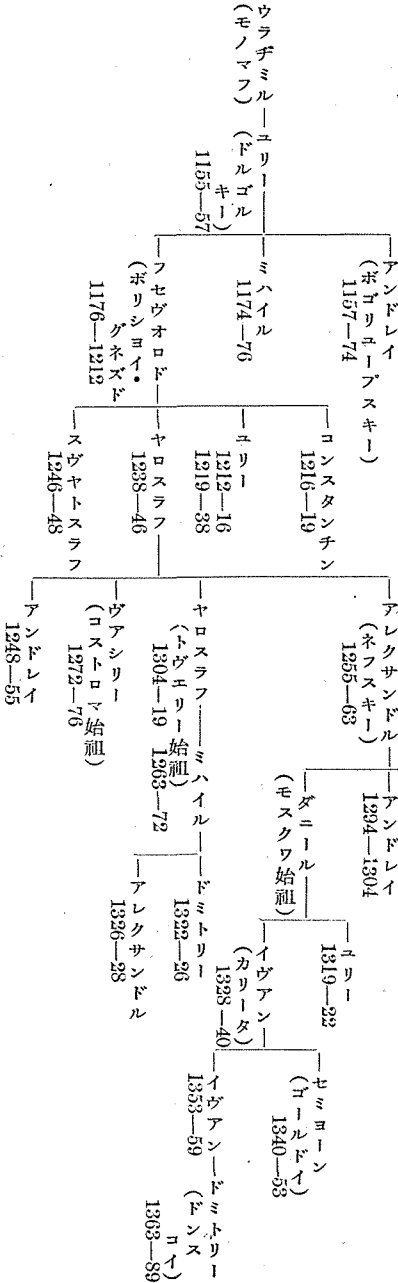 ウラヂミル―ユリー
(モノマフ) (ドルゴルキー)
1155―57
アンドレイ
(ボゴリユーブスキー)
1157―74
ミハイル
1174―76
フセヴオロド
(ボリシヨイ・グネズド
1176―1212
コンスタンチン
1216―19
ユリー
1212―16
1219―38
ヤロスラフ
1238―46
スヴヤトスラフ
1246―48
アレクサンドル
(ネフスキー)
1255―63
ヤロスラフ――ミハイル
(トヴエリー始祖)
1304―19 1263―72
ヴアシリー
(コストロマ始祖)
1272―76
アンドレイ
1248―55
アンドレイ
1294―1304
ダニール
(モスクワ始祖)
ドミトリー
1322―26
アレクサンドル
1326―28
ユリー
1319―22
イヴアン
(カリータ)
1328―40
セミヨーン
(ゴールドイ)
1340―53
イヴアン―ドミトリー
1353―59 (ドンスコイ)
1363―89